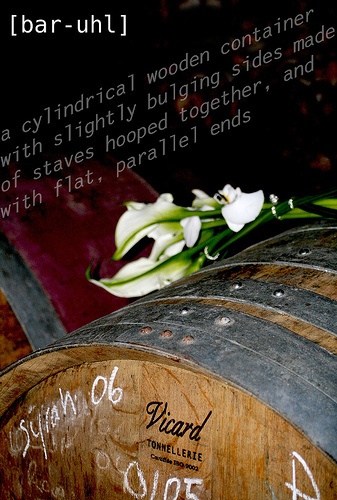 [bar-uhl]
a cylindrical wooden container
with slightly bulging sides made
of staves hooped together, and
with flat, parallel ends
syrah 06
Vicard
TONNELLERIE
0105